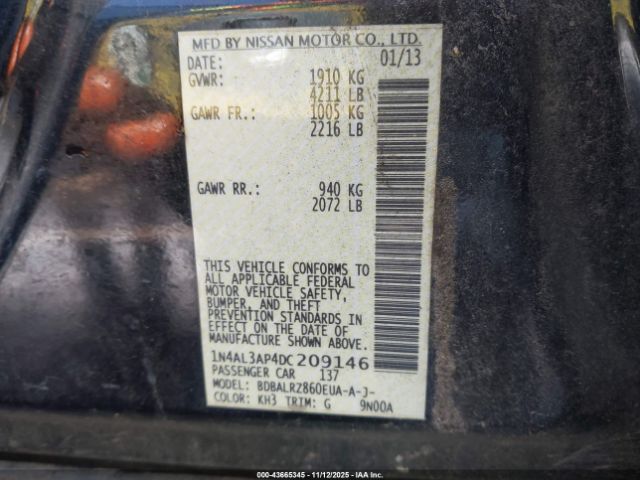 MFD BY NISSAN MOTOR CO., LTD.
DATE: 01/13
GVWR: 1910 KG
4211 LB
GAWR FR.: 1005 KG
2216 LB
GAWR RR.: 940 KG
2072 LB
THIS VEHICLE CONFORMS TO
ALL APPLICABLE FEDERAL
MOTOR VEHICLE SAFETY,
BUMPER, AND THEFT
PREVENTION STANDARDS IN
EFFECT ON THE DATE OF
MANUFACTURE SHOWN ABOVE.
1N4AL3AP4DC209146
PASSENGER CAR 137
MODEL: BDBALRZ860EUA-A-J-
COLOR: KH3 TRIM: G 9N00A
000-43665345 - 11/12/2025 - IAA Inc.